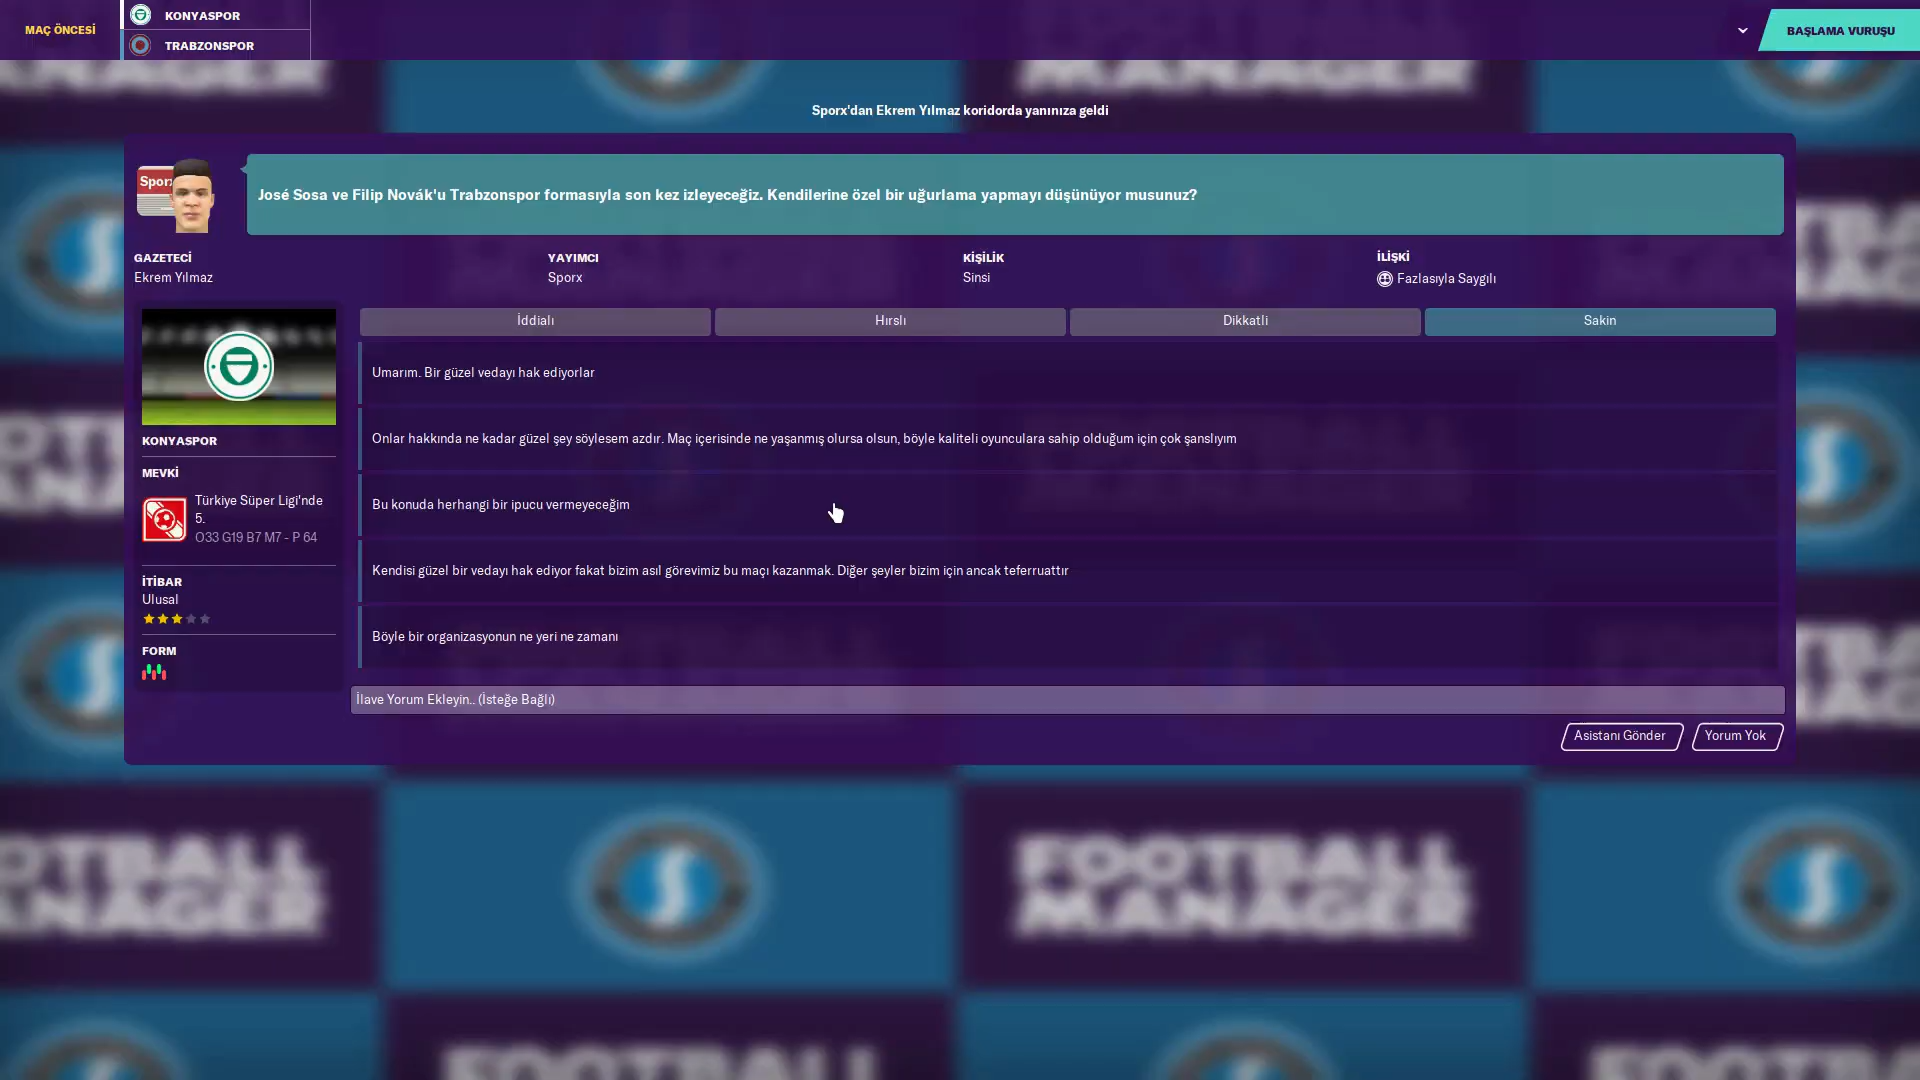 MAÇ ÖNCESİ
KONYASPOR
TRABZONSPOR
BAŞLAMA VURUŞU
Sporx'dan Ekrem Yılmaz koridorda yanınıza geldi
Sporx
José Sosa ve Filip Novák'u Trabzonspor formasıyla son kez izleyeceğiz. Kendilerine özel bir uğurlama yapmayı düşünüyor musunuz?
GAZETECİ
Ekrem Yılmaz
YAYIMCI
Sporx
KİŞİLİK
Sinsi
İLİŞKİ
Fazlasıyla Saygılı
İddialı
Hırslı
Dikkatli
Sakin
Umarım. Bir güzel vedayı hak ediyorlar
Onlar hakkında ne kadar güzel şey söylesem azdır. Maç içerisinde ne yaşanmış olursa olsun, böyle kaliteli oyunculara sahip olduğum için çok şanslıyım
Bu konuda herhangi bir ipucu vermeyeceğim
Kendisi güzel bir vedayı hak ediyor fakat bizim asıl görevimiz bu maçı kazanmak. Diğer şeyler bizim için ancak teferruattır
Böyle bir organizasyonun ne yeri ne zamanı
KONYASPOR
MEVKİ
Türkiye Süper Ligi'nde
5.
O33 G19 B7 M7 - P 64
İTİBAR
Ulusal
FORM
İlave Yorum Ekleyin.. (İsteğe Bağlı)
Asistanı Gönder
Yorum Yok
FOOTBALL
MANAGER